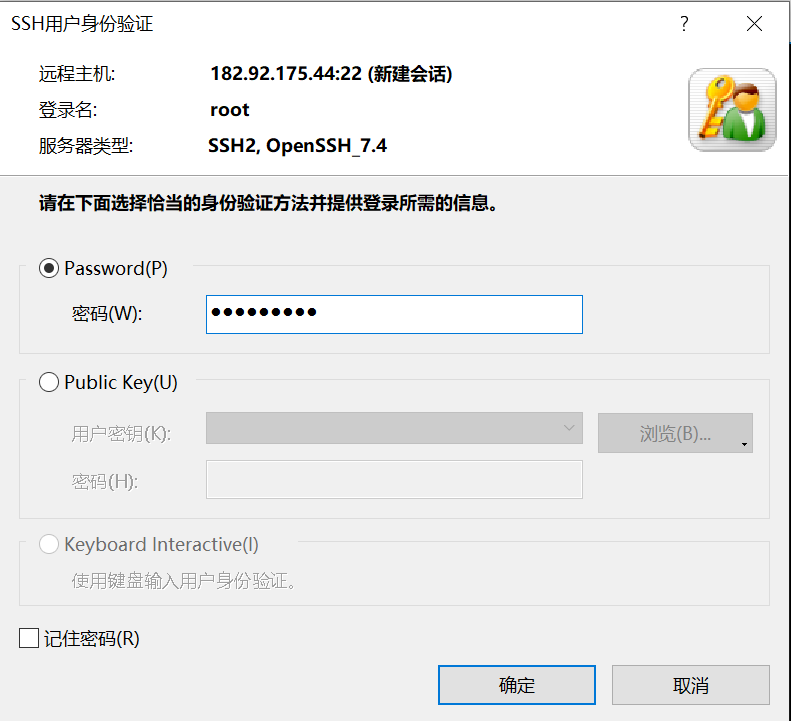 SSH用户身份验证
远程主机: 182.92.175.44:22 (新建会话)
登录名: root
服务器类型: SSH2, OpenSSH_7.4
请在下面选择恰当的身份验证方法并提供登录所需的信息。
Password(P)
密码(W): ●●●●●●●●●
Public Key(U)
用户密钥(K): 浏览(B)...
密码(H):
Keyboard Interactive(I)
使用键盘输入用户身份验证。
记住密码(R)
确定 取消